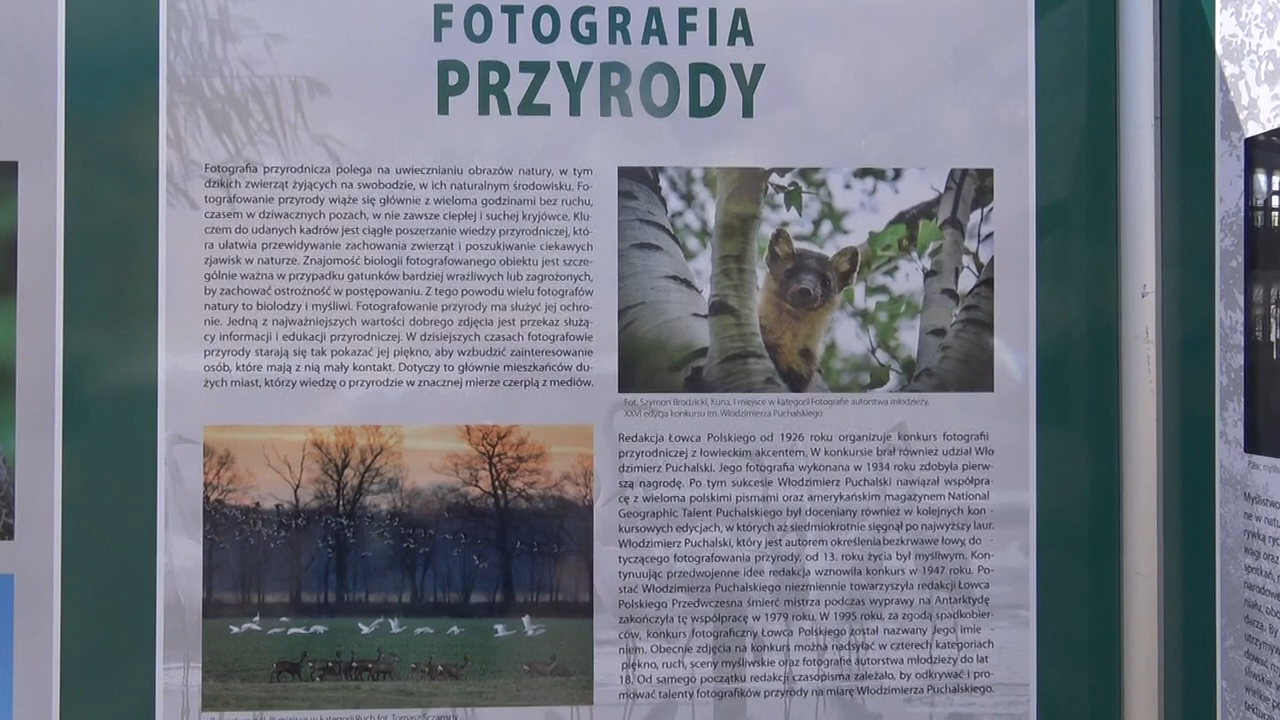 FOTOGRAFIA
PRZYRODY
Fotografia przyrodnicza polega na uwiecznianiu obrazów natury, w tym
dzikich zwierząt żyjących na swobodzie, w ich naturalnym środowisku. Fo-
tografowanie przyrody wiąże się głównie z wieloma godzinami bez ruchu,
czasem w dziwacznych pozach, w nie zawsze ciepłej i suchej kryjówce. Klu-
czem do udanych kadrów jest ciągłe poszerzanie wiedzy przyrodniczej, któ-
ra ułatwia przewidywanie zachowania zwierząt i poszukiwanie ciekawych
zjawisk w naturze. Znajomość biologii fotografowanego obiektu jest szcze-
gólnie ważna w przypadku gatunków bardziej wrażliwych lub zagrożonych,
by zachować ostrożność w postępowaniu. Z tego powodu wielu fotografów
natury to biolodzy i myśliwi. Fotografowanie przyrody ma służyć jej ochro-
nie. Jedną z najważniejszych wartości dobrego zdjęcia jest przekaz służą-
cy informacji i edukacji przyrodniczej. W dzisiejszych czasach fotografowie
przyrody starają się tak pokazać jej piękno, aby wzbudzić zainteresowanie
osób, które mają z nią mały kontakt. Dotyczy to głównie mieszkańców du-
żych miast, którzy wiedzę o przyrodzie w znacznej mierze czerpią z mediów.
Fot. Szymon Brodzicki, Kuna, I miejsce w kategorii Fotografie autorstwa młodzieży,
XXVI edycja konkursu im. Włodzimierza Puchalskiego
Redakcja Łowca Polskiego od 1926 roku organizuje konkurs fotografii
przyrodniczej z łowieckim akcentem. W konkursie brał również udział Wło
dzimierz Puchalski. Jego fotografia wykonana w 1934 roku zdobyła pierw-
szą nagrodę. Po tym sukcesie Włodzimierz Puchalski nawiązał współpra-
cę z wieloma polskimi pismami oraz amerykańskim magazynem National
Geographic Talent Puchalskiego był doceniany również w kolejnych kon -
kursowych edycjach, w których aż siedmiokrotnie sięgnął po najwyższy laur.
Włodzimierz Puchalski, który jest autorem określenia bezkrwawe łowy, do -
tyczącego fotografowania przyrody, od 13. roku życia był myśliwym. Kon-
tynuując przedwojenne idee redakcja wznowiła konkurs w 1947 roku. Po-
stać Włodzimierza Puchalskiego niezmiennie towarzyszyła redakcji Łowca
Polskiego Przedwczesna śmierć mistrza podczas wyprawy na Antarktydę
zakończyła tę współpracę w 1979 roku. W 1995 roku, za zgodą spadkobier-
ców, konkurs fotograficzny Łowca Polskiego został nazwany Jego imie -
niem. Obecnie zdjęcia na konkurs można nadsyłać w czterech kategoriach
piękno, ruch, sceny myśliwskie oraz fotografie autorstwa młodzieży do lat
18. Od samego początku redakcji czasopisma zależało, by odkrywać i pro-
mować talenty fotografików przyrody na miarę Włodzimierza Puchalskiego.